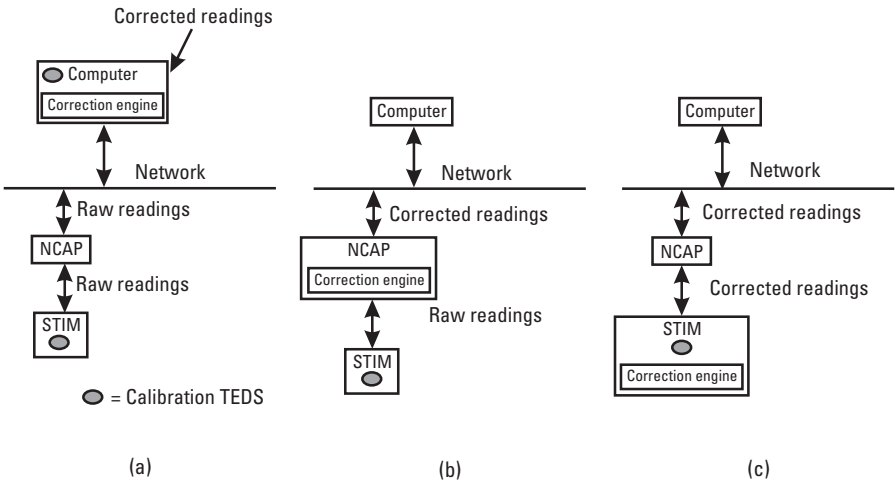 Corrected readings
Computer
Correction engine
Network
Raw readings
NCAP
Raw readings
STIM
= Calibration TEDS
(a)
Computer
Network
Corrected readings
NCAP
Correction engine
Raw readings
STIM
(b)
Computer
Network
Corrected readings
NCAP
Corrected readings
STIM
Correction engine
(c)